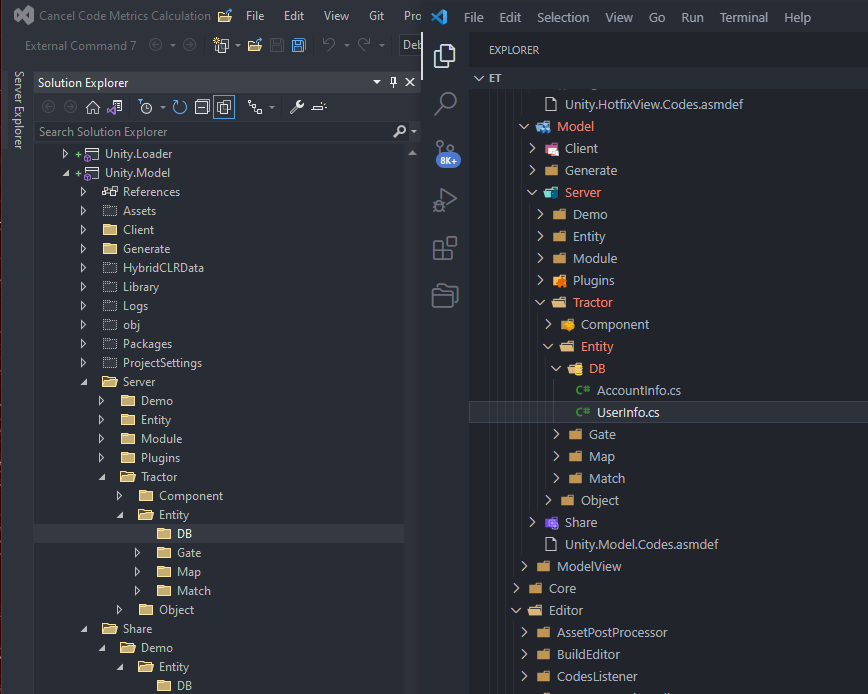 Cancel Code Metrics Calculation File Edit View Git Pro
External Command 7 Deb
Server Explorer
Solution Explorer
Search Solution Explorer
Unity.Loader
Unity.Model
References
Assets
Client
Generate
HybridCLRData
Library
Logs
obj
Packages
ProjectSettings
Server
Demo
Entity
Module
Plugins
Tractor
Component
Entity
DB
Gate
Map
Match
Object
Share
Demo
Entity
DB
File Edit Selection View Go Run Terminal Help
EXPLORER
ET
8K+
Unity.HotfixView.Codes.asmdef
Model
Client
Generate
Server
Demo
Entity
Module
Plugins
Tractor
Component
Entity
DB
C# AccountInfo.cs
C# UserInfo.cs
Gate
Map
Match
Object
Share
Unity.Model.Codes.asmdef
ModelView
Core
Editor
AssetPostProcessor
BuildEditor
CodesListener